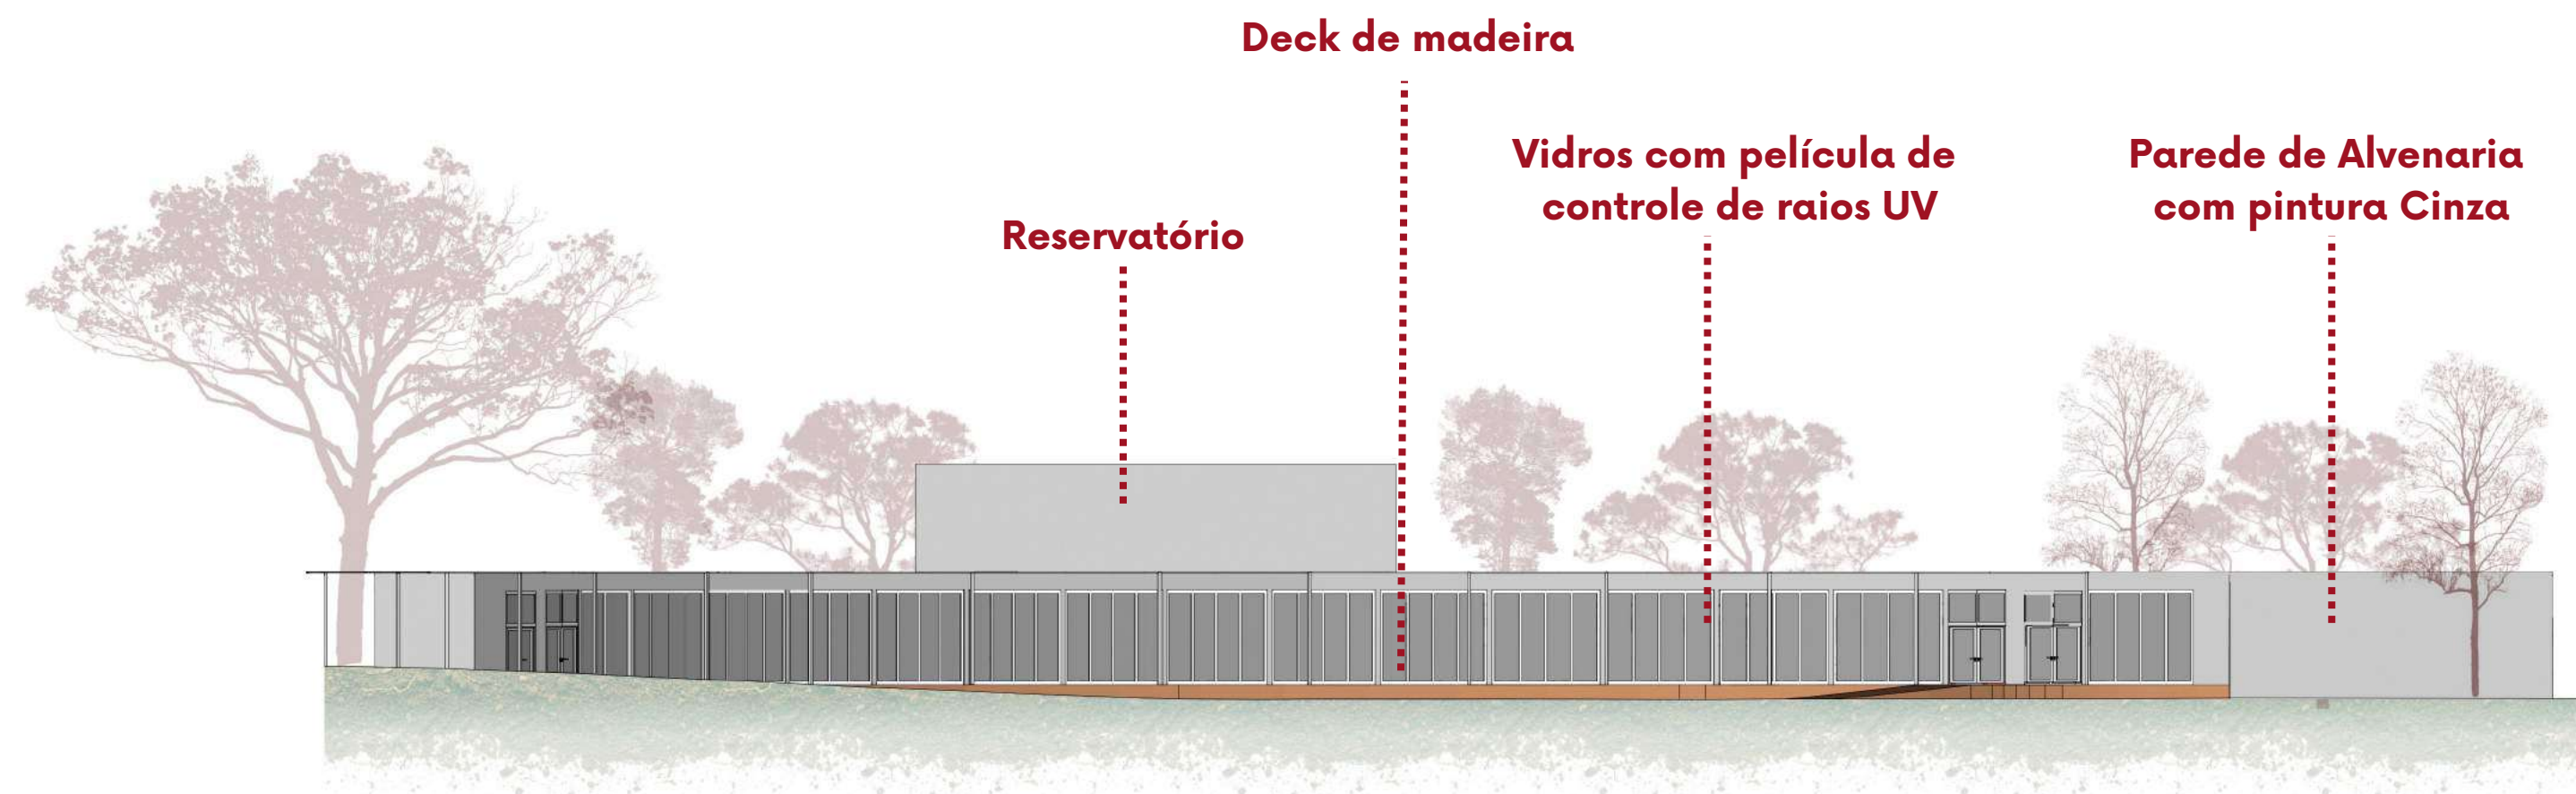 Deck de madeira
Reservatório
Vidros com película de
controle de raios UV
Parede de Alvenaria
com pintura Cinza